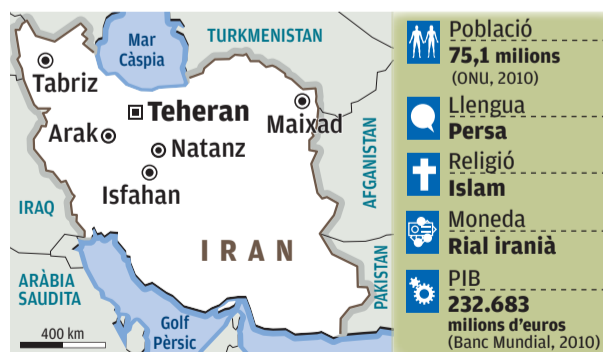 Mar
Càspia
TURKMENISTAN
Tabriz
Teheran
Maixad
Arak
Natanz
Isfahan
AFGANISTAN
IRAQ
IRAN
ARÀBIA
SAUDITA
PAKISTAN
Golf
Pèrsic
400 km
Població
75,1 milions
(ONU, 2010)
Llengua
Persa
Religió
Islam
Moneda
Rial iranià
PIB
232.683
milions d'euros
(Banc Mundial, 2010)